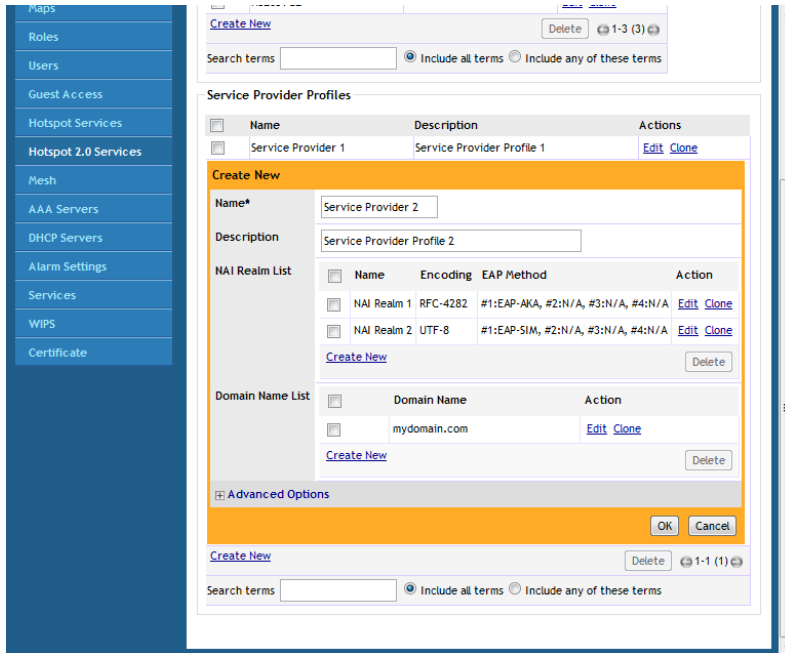 Maps
Roles
Users
Guest Access
Hotspot Services
Hotspot 2.0 Services
Mesh
AAA Servers
DHCP Servers
Alarm Settings
Services
WIPS
Certificate
Create New Delete 1-3 (3)
Search terms Include all terms Include any of these terms
Service Provider Profiles
Name Description Actions
Service Provider 1 Service Provider Profile 1 Edit Clone
Create New
Name* Service Provider 2
Description Service Provider Profile 2
NAI Realm List Name Encoding EAP Method Action
NAI Realm 1 RFC-4282 #1:EAP-AKA, #2:N/A, #3:N/A, #4:N/A Edit Clone
NAI Realm 2 UTF-8 #1:EAP-SIM, #2:N/A, #3:N/A, #4:N/A Edit Clone
Create New Delete
Domain Name List Domain Name Action
mydomain.com Edit Clone
Create New Delete
Advanced Options
OK Cancel
Create New Delete 1-1 (1)
Search terms Include all terms Include any of these terms